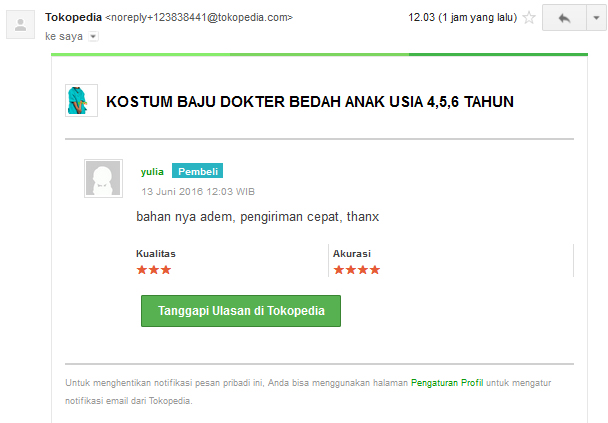 Tokopedia <noreply+123838441@tokopedia.com> 12.03 (1 jam yang lalu)
ke saya
KOSTUM BAJU DOKTER BEDAH ANAK USIA 4,5,6 TAHUN
yulia Pembeli
13 Juni 2016 12:03 WIB
bahan nya adem, pengiriman cepat, thanx
Kualitas Akurasi
Tanggapi Ulasan di Tokopedia
Untuk menghentikan notifikasi pesan pribadi ini, Anda bisa menggunakan halaman Pengaturan Profil untuk mengatur
notifikasi email dari Tokopedia.